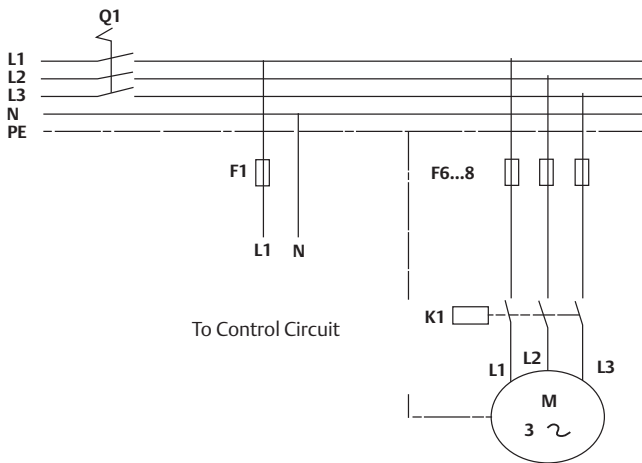 Q1
L1
L2
L3
N
PE
F1
F6...8
L1 N
To Control Circuit
K1
L1 L2 L3
M
3